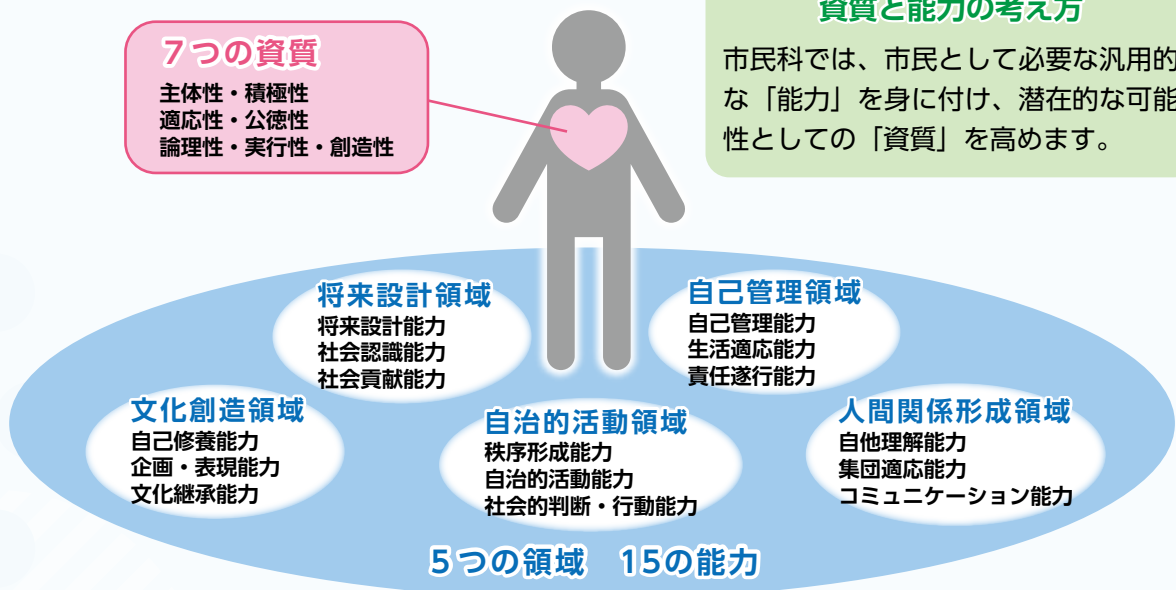 資質と能力の考え方
市民科では、市民として必要な汎用的
な「能力」を身に付け、潜在的な可能
性としての「資質」を高めます。
7つの資質
主体性・積極性
適応性・公徳性
論理性・実行性・創造性
将来設計領域
将来設計能力
社会認識能力
社会貢献能力
自己管理領域
自己管理能力
生活適応能力
責任遂行能力
文化創造領域
自己修養能力
企画・表現能力
文化継承能力
自治的活動領域
秩序形成能力
自治的活動能力
社会的判断・行動能力
人間関係形成領域
自他理解能力
集団適応能力
コミュニケーション能力
5つの領域 15の能力